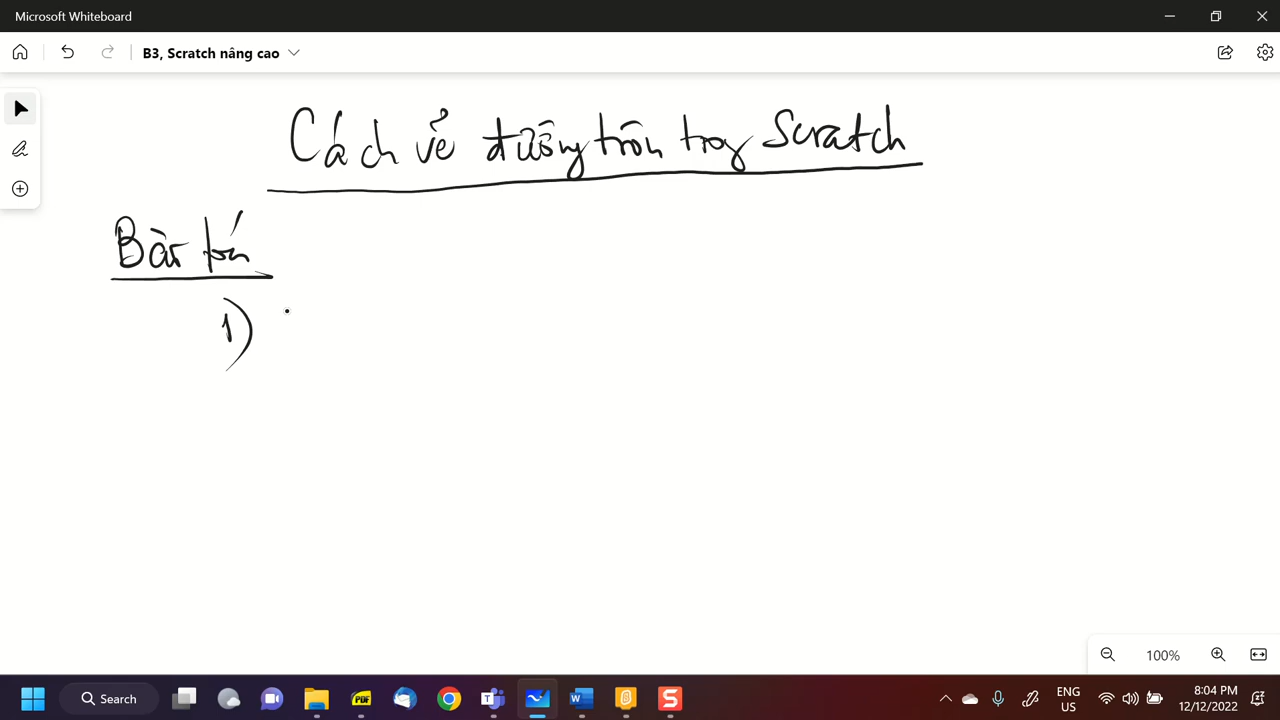 Microsoft Whiteboard
B3, Scratch nâng cao
Cách vẽ đường tròn trong Scratch
Bài toán
1)
100%
Search
ENG
US
8:04 PM
12/12/2022